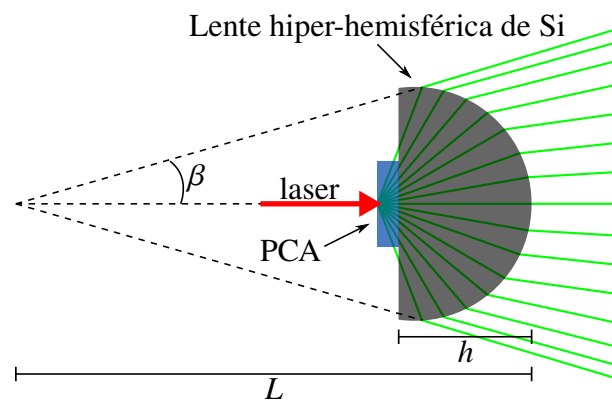 Lente hiper-hemisférica de Si
β
laser
PCA
h
L